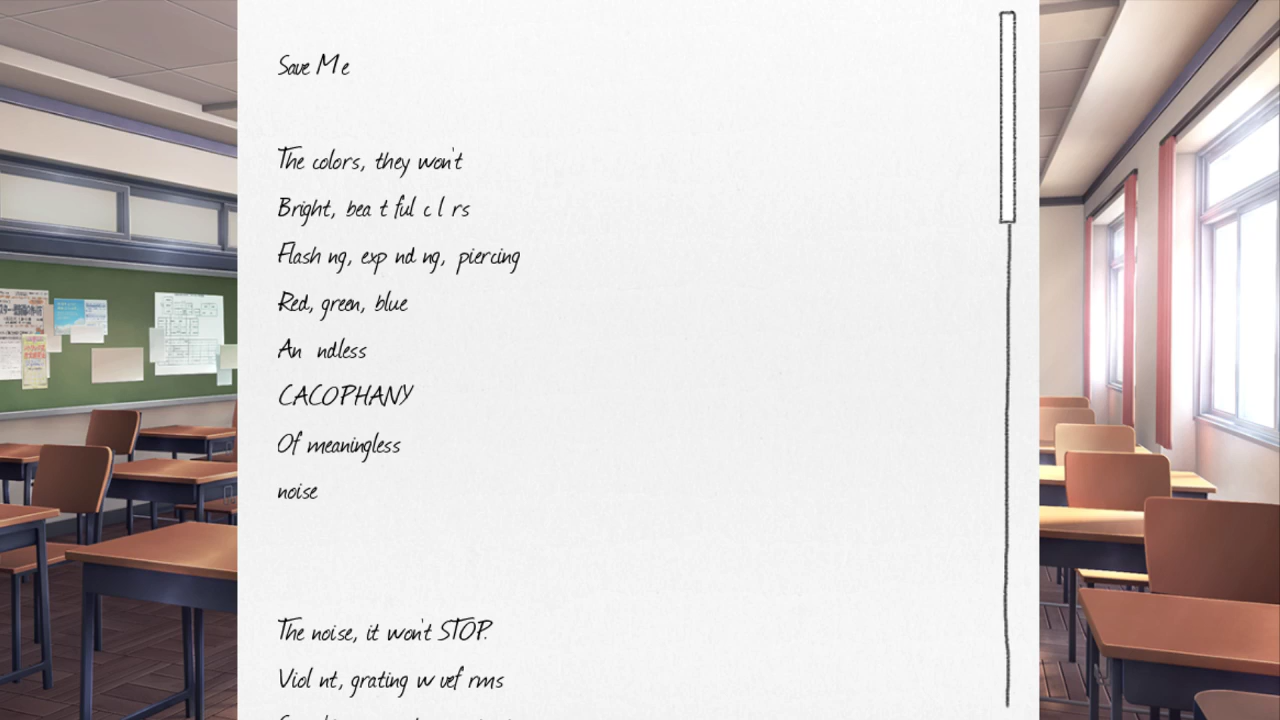 Save Me
The colors, they won't
Bright, bea t ful c l rs
Flash ng, exp nd ng, piercing
Red, green, blue
An  ndless
CACOPHANY
Of meaningless
noise
The noise, it won't STOP.
Viol nt, grating w vef rms